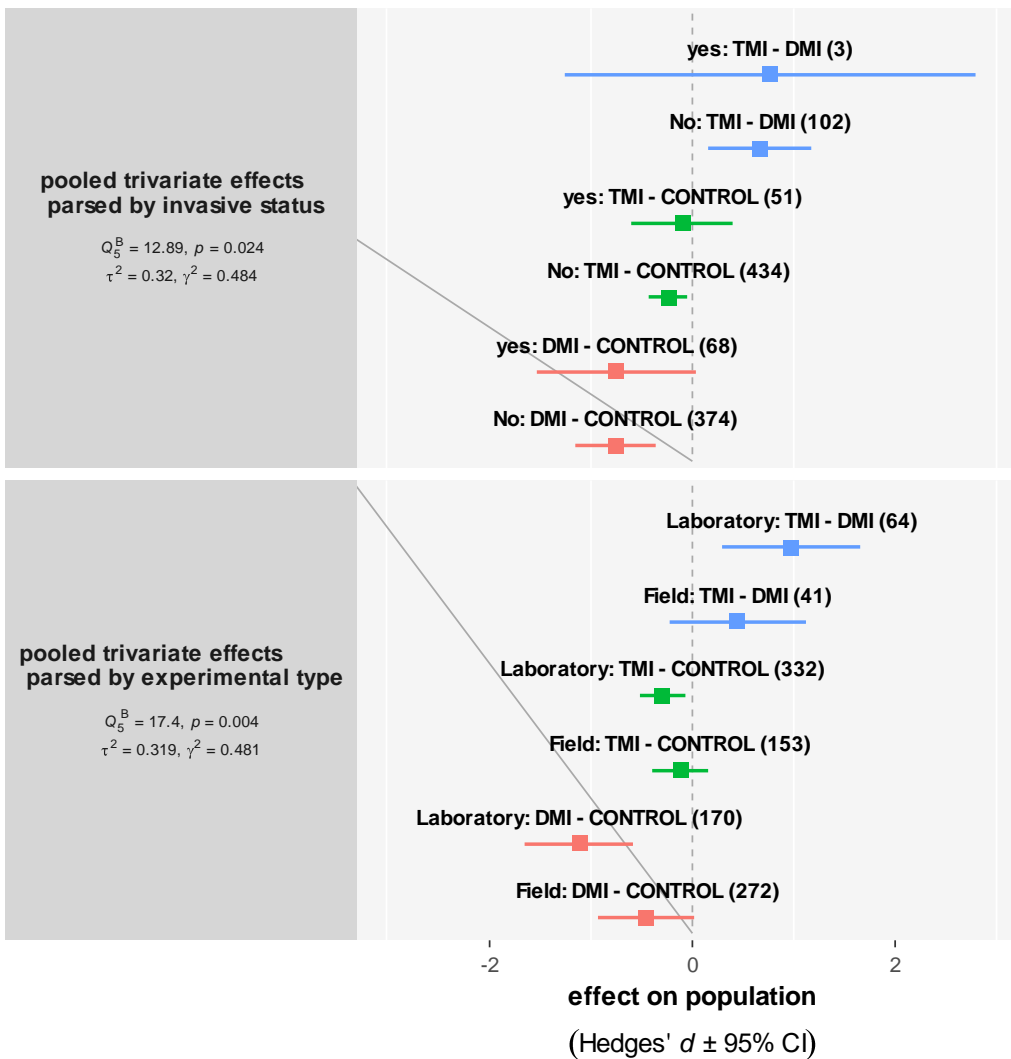 yes: TMI - DMI (3)
No: TMI - DMI (102)
yes: TMI - CONTROL (51)
No: TMI - CONTROL (434)
yes: DMI - CONTROL (68)
No: DMI - CONTROL (374)
pooled trivariate effects
parsed by invasive status
Q₅ᴮ = 12.89, p = 0.024
τ² = 0.32, γ² = 0.484
Laboratory: TMI - DMI (64)
Field: TMI - DMI (41)
Laboratory: TMI - CONTROL (332)
Field: TMI - CONTROL (153)
Laboratory: DMI - CONTROL (170)
Field: DMI - CONTROL (272)
pooled trivariate effects
parsed by experimental type
Q₅ᴮ = 17.4, p = 0.004
τ² = 0.319, γ² = 0.481
-2 0 2
effect on population
(Hedges' d ± 95% CI)